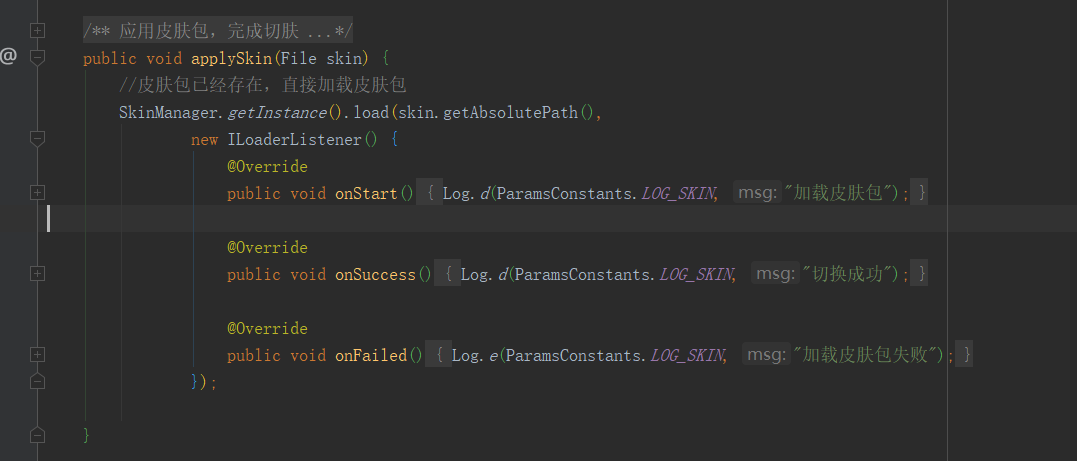 /** 应用皮肤包，完成切肤 ...*/
@
public void applySkin(File skin) {
//皮肤包已经存在，直接加载皮肤包
SkinManager.getInstance().load(skin.getAbsolutePath(),
new ILoaderListener() {
@Override
public void onStart() { Log.d(ParamsConstants.LOG_SKIN, msg: "加载皮肤包"); }
@Override
public void onSuccess() { Log.d(ParamsConstants.LOG_SKIN, msg: "切换成功"); }
@Override
public void onFailed() { Log.e(ParamsConstants.LOG_SKIN, msg: "加载皮肤包失败"); }
});
}